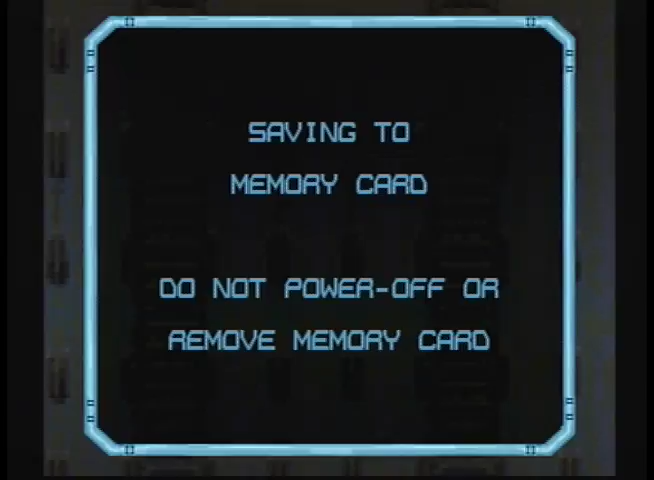 SAVING TO
MEMORY CARD
DO NOT POWER-OFF OR
REMOVE MEMORY CARD